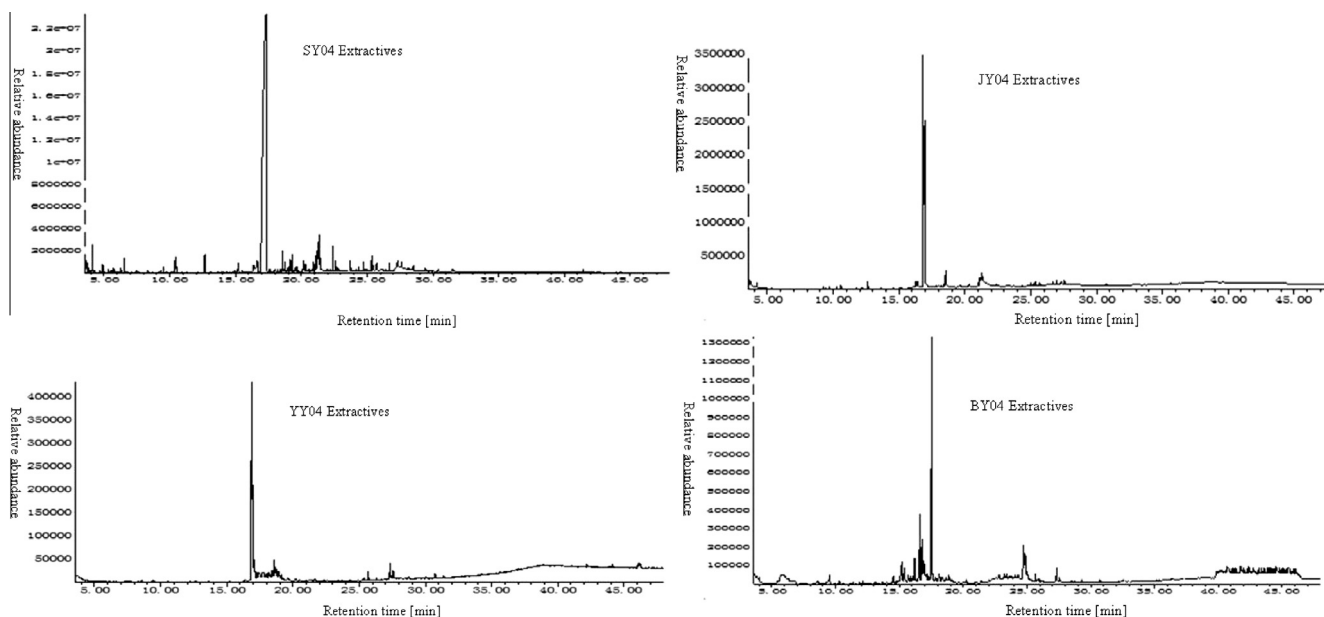 SY04 Extractives
Relative abundance
2.2e+07
2e+07
1.8e+07
1.6e+07
1.4e+07
1.2e+07
1e+07
8000000
6000000
4000000
2000000
5.00 10.00 15.00 20.00 25.00 30.00 35.00 40.00 45.00
Retention time [min]
JY04 Extractives
Relative abundance
3500000
3000000
2500000
2000000
1500000
1000000
500000
5.00 10.00 15.00 20.00 25.00 30.00 35.00 40.00 45.00
Retention time [min]
YY04 Extractives
Relative abundance
400000
350000
300000
250000
200000
150000
100000
50000
5.00 10.00 15.00 20.00 25.00 30.00 35.00 40.00 45.00
Retention time [min]
BY04 Extractives
Relative abundance
1300000
1200000
1100000
1000000
900000
800000
700000
600000
500000
400000
300000
200000
100000
5.00 10.00 15.00 20.00 25.00 30.00 35.00 40.00 45.00
Retention time [min]